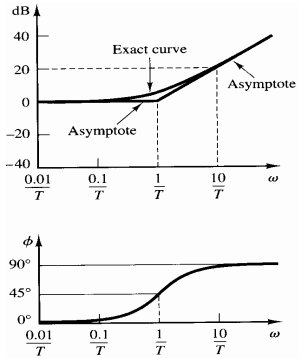 dB
40
Exact curve
20
Asymptote
0
Asymptote
−20
−40
0.01/T 0.1/T 1/T 10/T ω
ϕ
90°
45°
0°
0.01/T 0.1/T 1/T 10/T ω